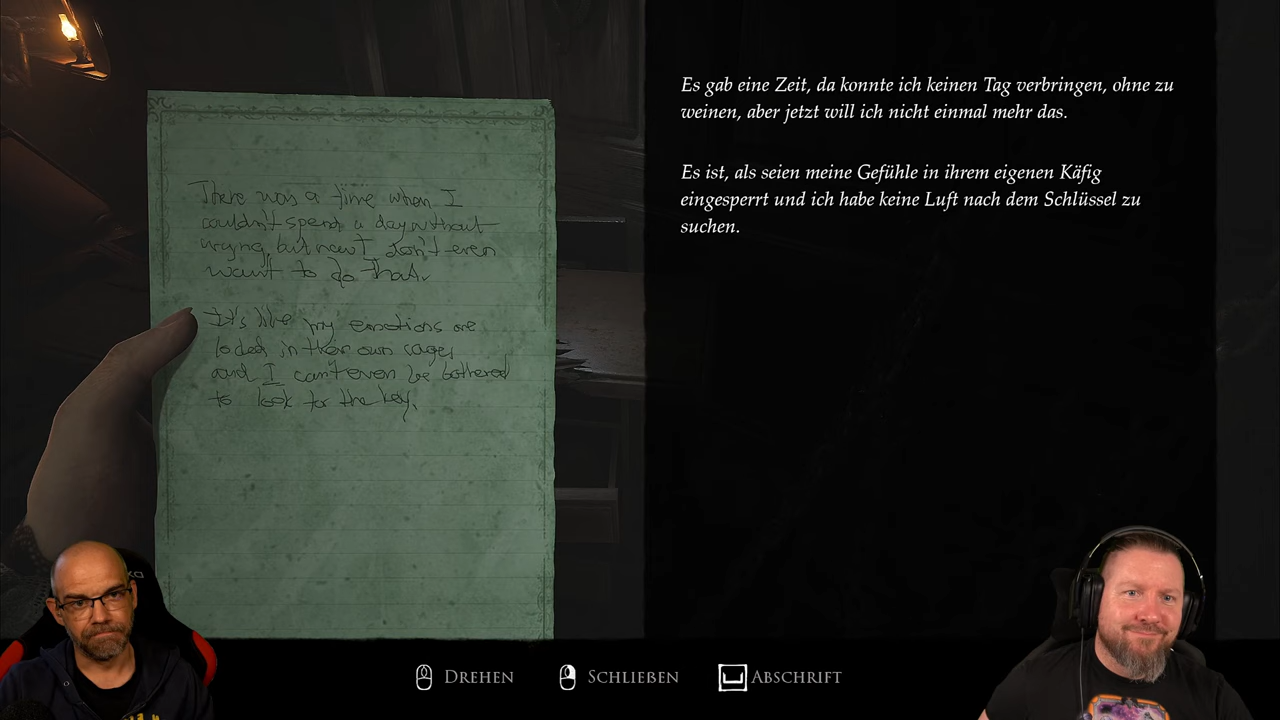 There was a time when I
couldn't spend a day without
crying, but now I don't even
want to do that.
It's like my emotions are
locked in their own cages
and I can't even be bothered
to look for the key.
Es gab eine Zeit, da konnte ich keinen Tag verbringen, ohne zu
weinen, aber jetzt will ich nicht einmal mehr das.
Es ist, als seien meine Gefühle in ihrem eigenen Käfig
eingesperrt und ich habe keine Luft nach dem Schlüssel zu
suchen.
DREHEN
SCHLIEẞEN
ABSCHRIFT